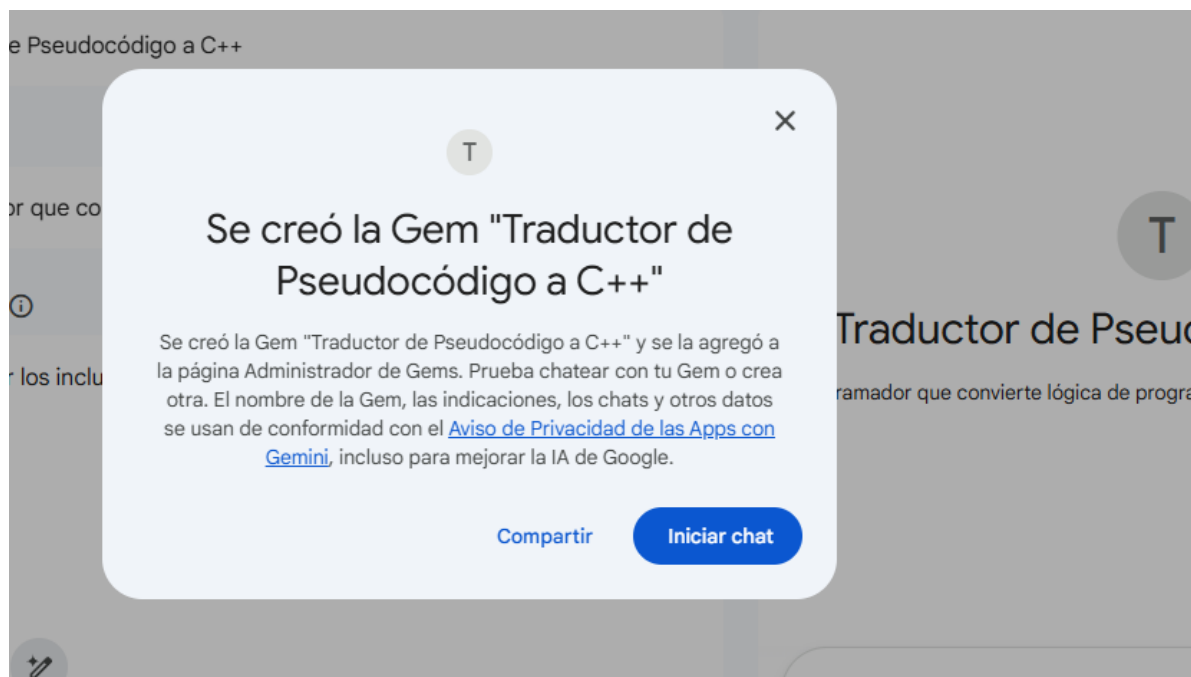 e Pseudocódigo a C++
T
Se creó la Gem "Traductor de
Pseudocódigo a C++"
Se creó la Gem "Traductor de Pseudocódigo a C++" y se la agregó a
la página Administrador de Gems. Prueba chatear con tu Gem o crea
otra. El nombre de la Gem, las indicaciones, los chats y otros datos
se usan de conformidad con el Aviso de Privacidad de las Apps con
Gemini, incluso para mejorar la IA de Google.
Compartir
Iniciar chat
or que co
r los inclu
T
Traductor de Pseud
ramador que convierte lógica de progra